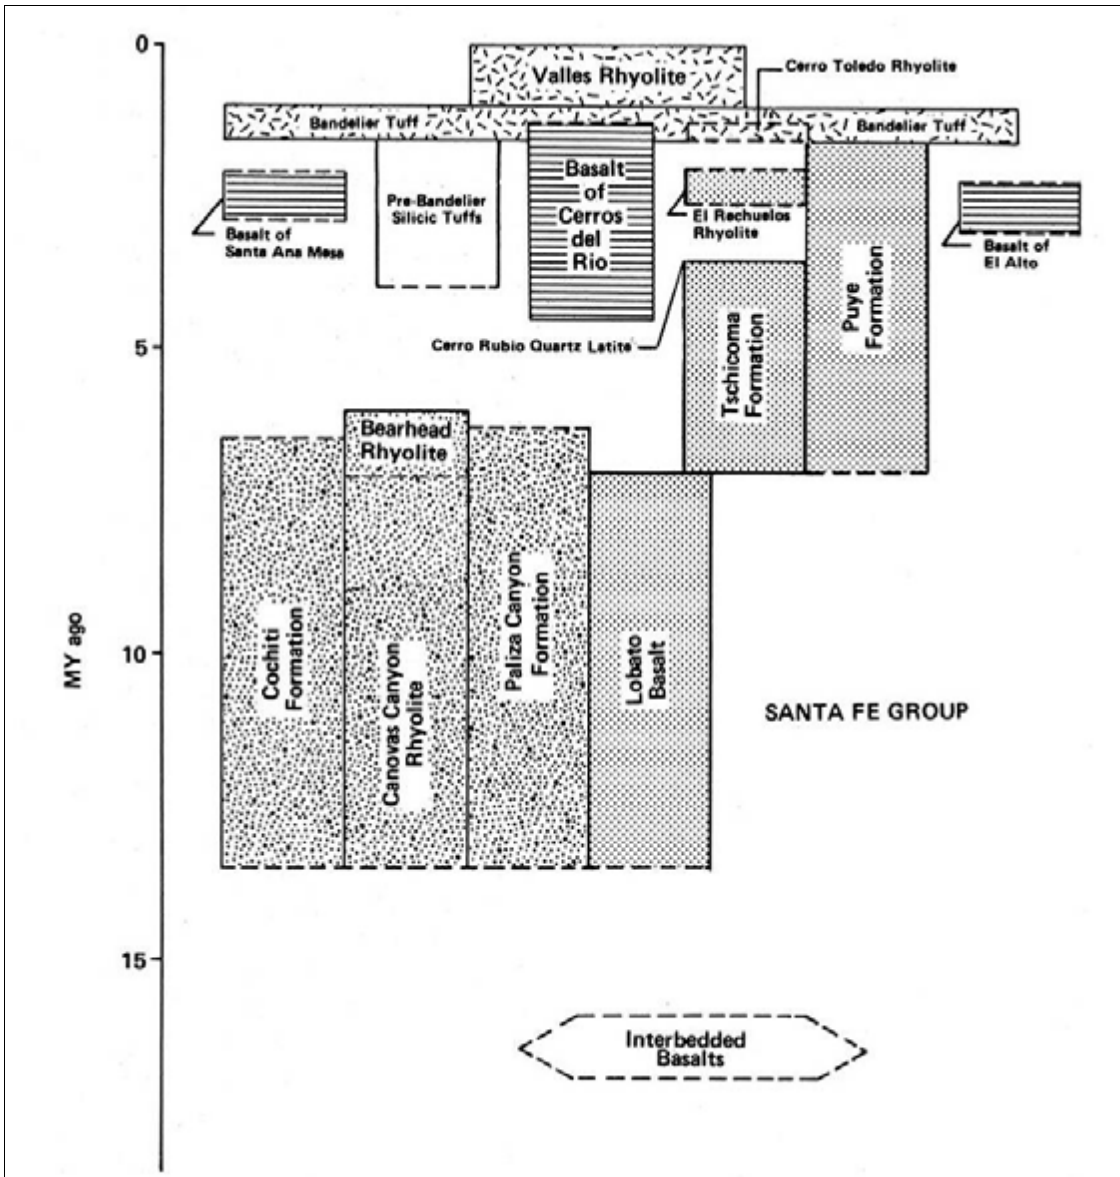 0
Valles Rhyolite
Cerro Toledo Rhyolite
Bandelier Tuff
Bandelier Tuff
Basalt
of
Cerros
del
Rio
Pre-Bandelier
Silicic Tuffs
Basalt of
Santa Ana Mesa
El Rechuelos
Rhyolite
Basalt of
El Alto
Puye
Formation
Cerro Rubio Quartz Latite
5
Tschicoma
Formation
Bearhead
Rhyolite
Cochiti
Formation
Canovas Canyon
Rhyolite
Paliza Canyon
Formation
Lobato
Basalt
MY ago
10
SANTA FE GROUP
15
Interbedded
Basalts